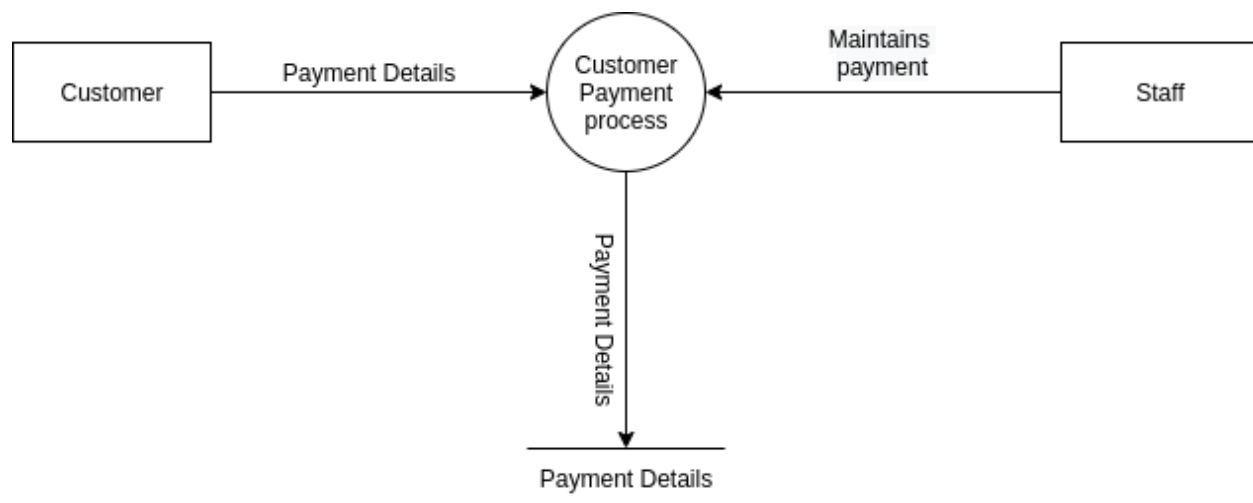 Customer
Payment Details
Customer
Payment
process
Maintains
payment
Staff
Payment Details
Payment Details